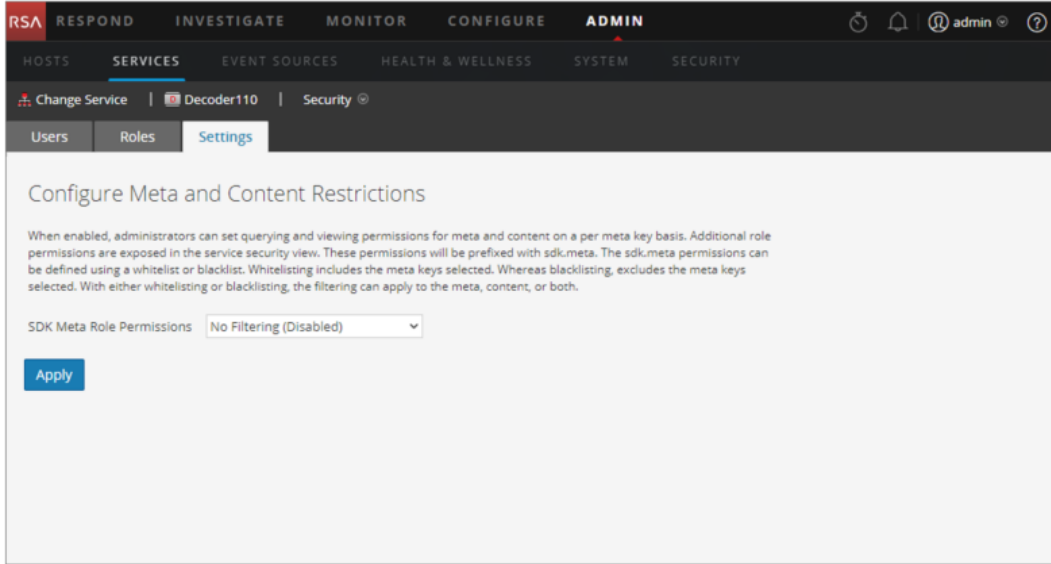 RSA RESPOND INVESTIGATE MONITOR CONFIGURE ADMIN admin ?
HOSTS SERVICES EVENT SOURCES HEALTH & WELLNESS SYSTEM SECURITY
Change Service | Decoder110 | Security
Users Roles Settings
Configure Meta and Content Restrictions
When enabled, administrators can set querying and viewing permissions for meta and content on a per meta key basis. Additional role
permissions are exposed in the service security view. These permissions will be prefixed with sdk.meta. The sdk.meta permissions can
be defined using a whitelist or blacklist. Whitelisting includes the meta keys selected. Whereas blacklisting, excludes the meta keys
selected. With either whitelisting or blacklisting, the filtering can apply to the meta, content, or both.
SDK Meta Role Permissions No Filtering (Disabled)
Apply